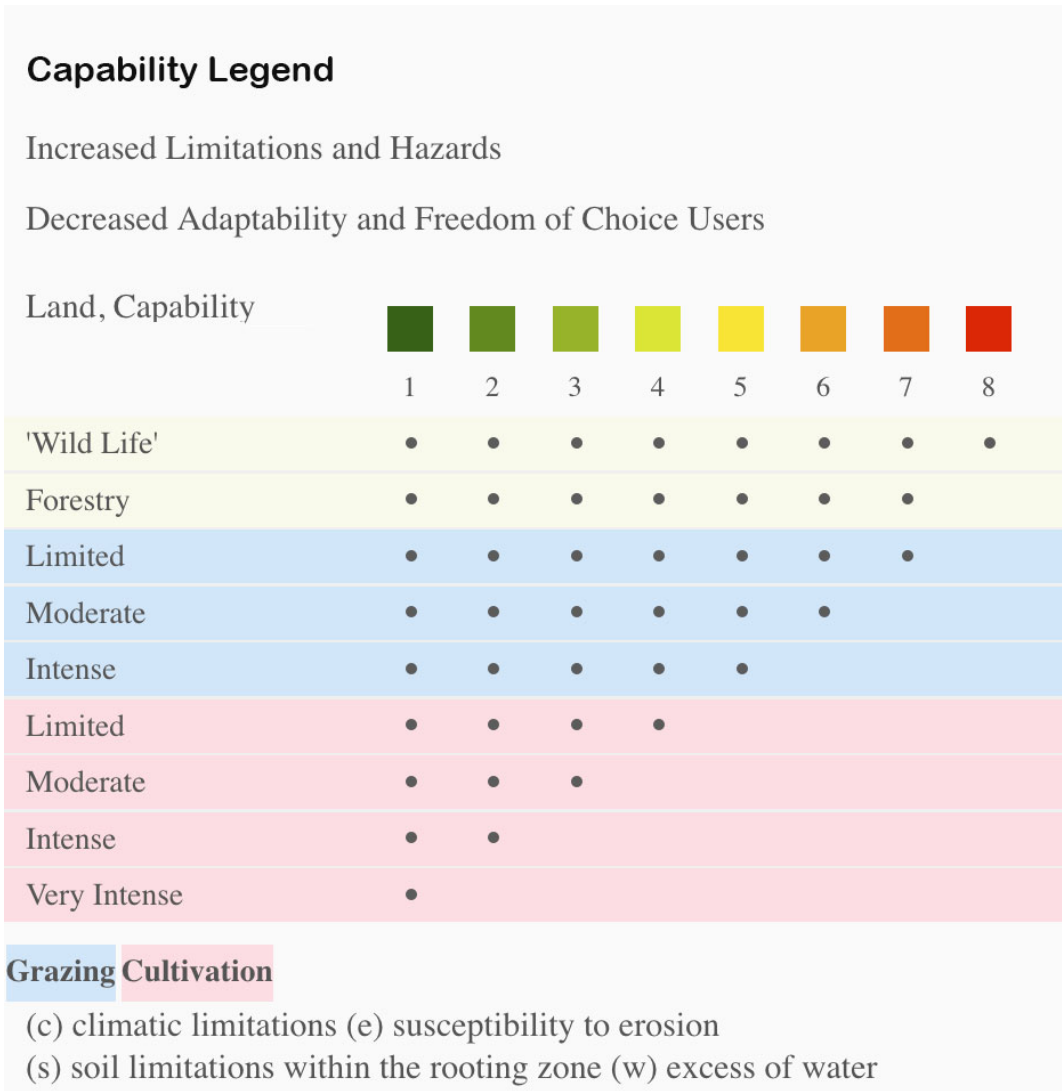 Capability Legend
Increased Limitations and Hazards
Decreased Adaptability and Freedom of Choice Users
Land, Capability
1 2 3 4 5 6 7 8
'Wild Life' • • • • • • • •
Forestry • • • • • • •
Limited • • • • • • •
Moderate • • • • • •
Intense • • • • •
Limited • • • •
Moderate • • •
Intense • •
Very Intense •
Grazing Cultivation
(c) climatic limitations (e) susceptibility to erosion
(s) soil limitations within the rooting zone (w) excess of water